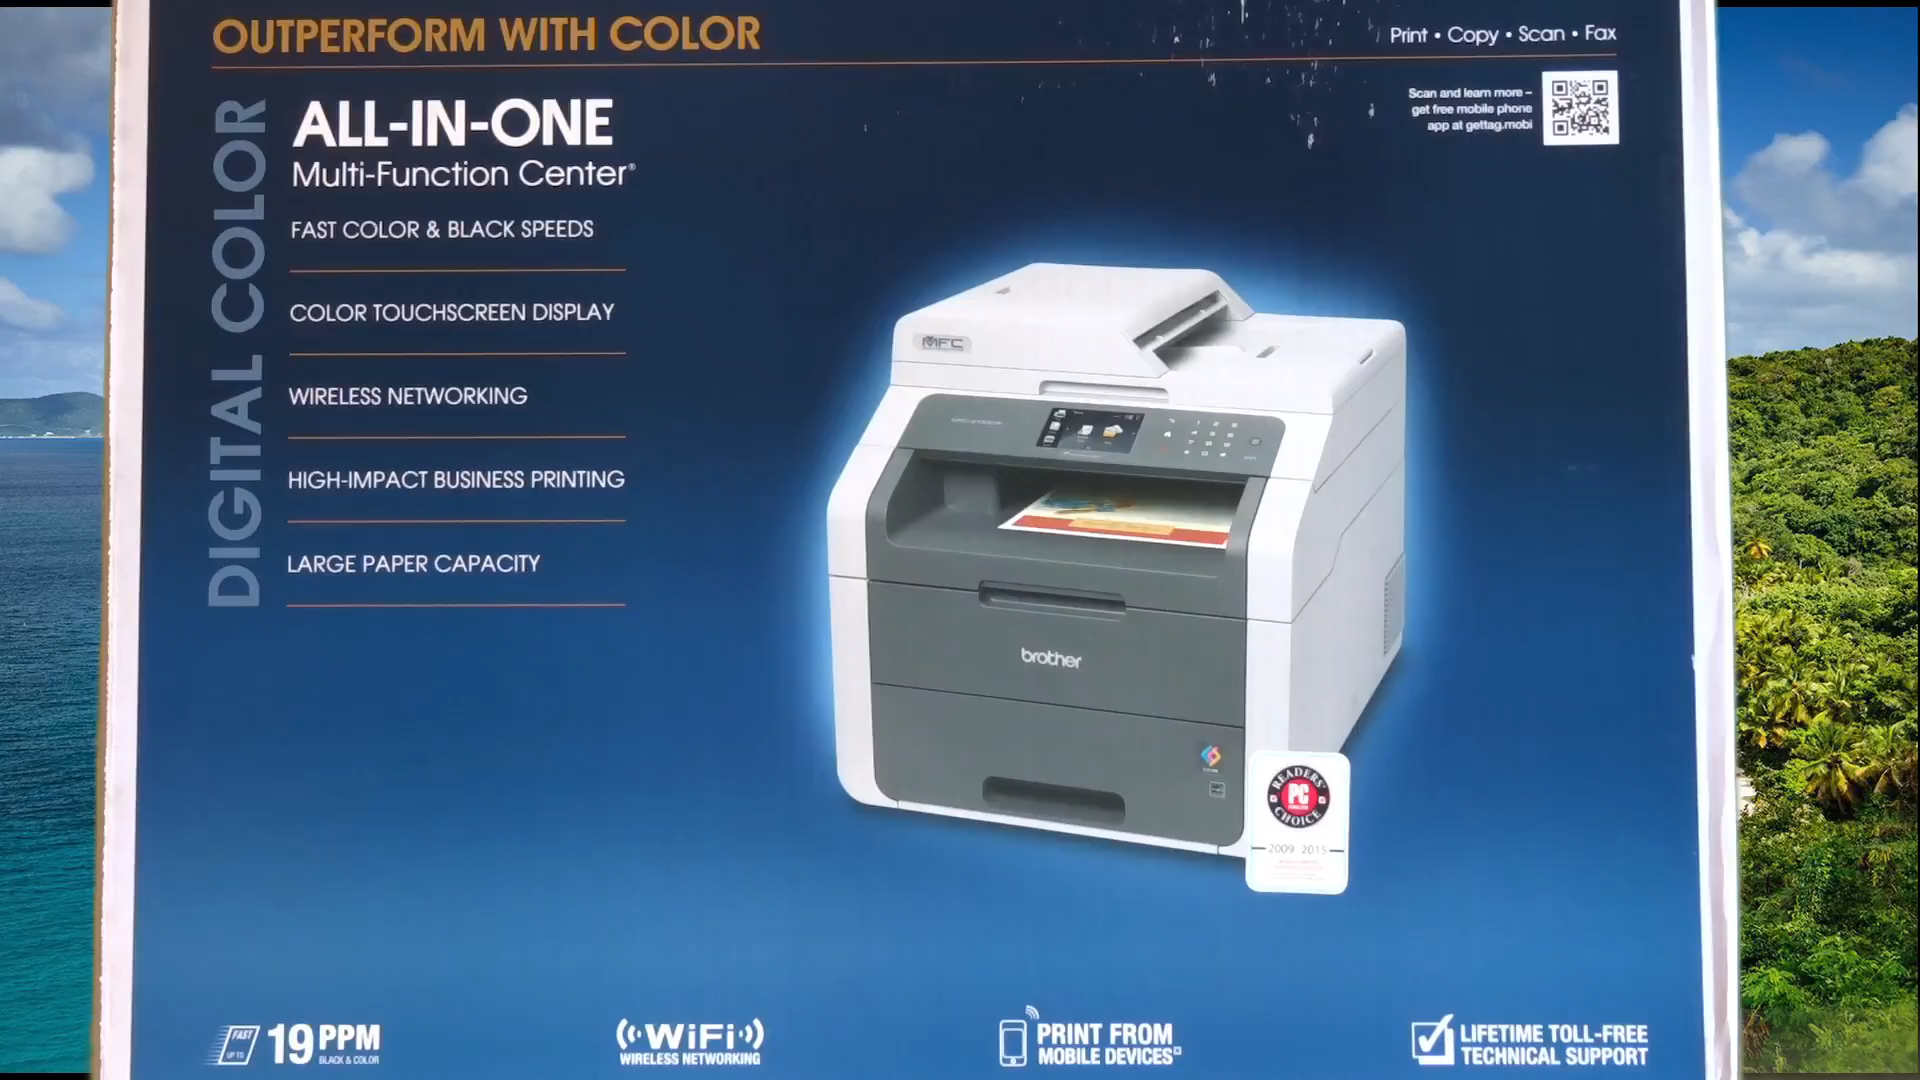 OUTPERFORM WITH COLOR
Print • Copy • Scan • Fax
Scan and learn more –
get free mobile phone
app at gettag.mobi
DIGITAL COLOR
ALL-IN-ONE
Multi-Function Center®
FAST COLOR & BLACK SPEEDS
COLOR TOUCHSCREEN DISPLAY
WIRELESS NETWORKING
HIGH-IMPACT BUSINESS PRINTING
LARGE PAPER CAPACITY
MFC
brother
READERS'
PC
CHOICE
2009 2015
FAST
UP TO
19 PPM
BLACK & COLOR
WiFi
WIRELESS NETWORKING
PRINT FROM
MOBILE DEVICES
LIFETIME TOLL-FREE
TECHNICAL SUPPORT